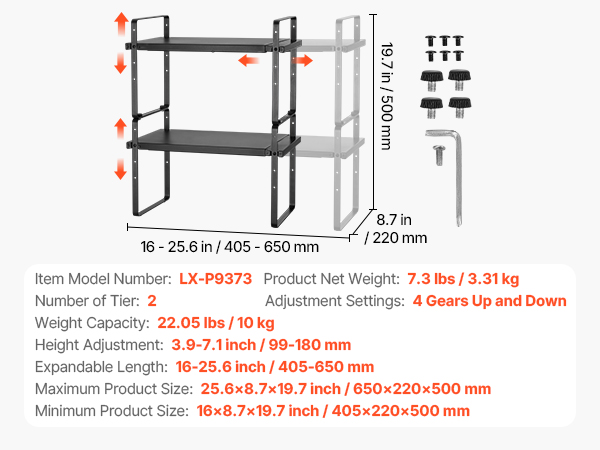 19.7 in / 500 mm
8.7 in
/ 220 mm
16 - 25.6 in / 405 - 650 mm
Item Model Number: LX-P9373 Product Net Weight: 7.3 lbs / 3.31 kg
Number of Tier: 2 Adjustment Settings: 4 Gears Up and Down
Weight Capacity: 22.05 lbs / 10 kg
Height Adjustment: 3.9-7.1 inch / 99-180 mm
Expandable Length: 16-25.6 inch / 405-650 mm
Maximum Product Size: 25.6×8.7×19.7 inch / 650×220×500 mm
Minimum Product Size: 16×8.7×19.7 inch / 405×220×500 mm